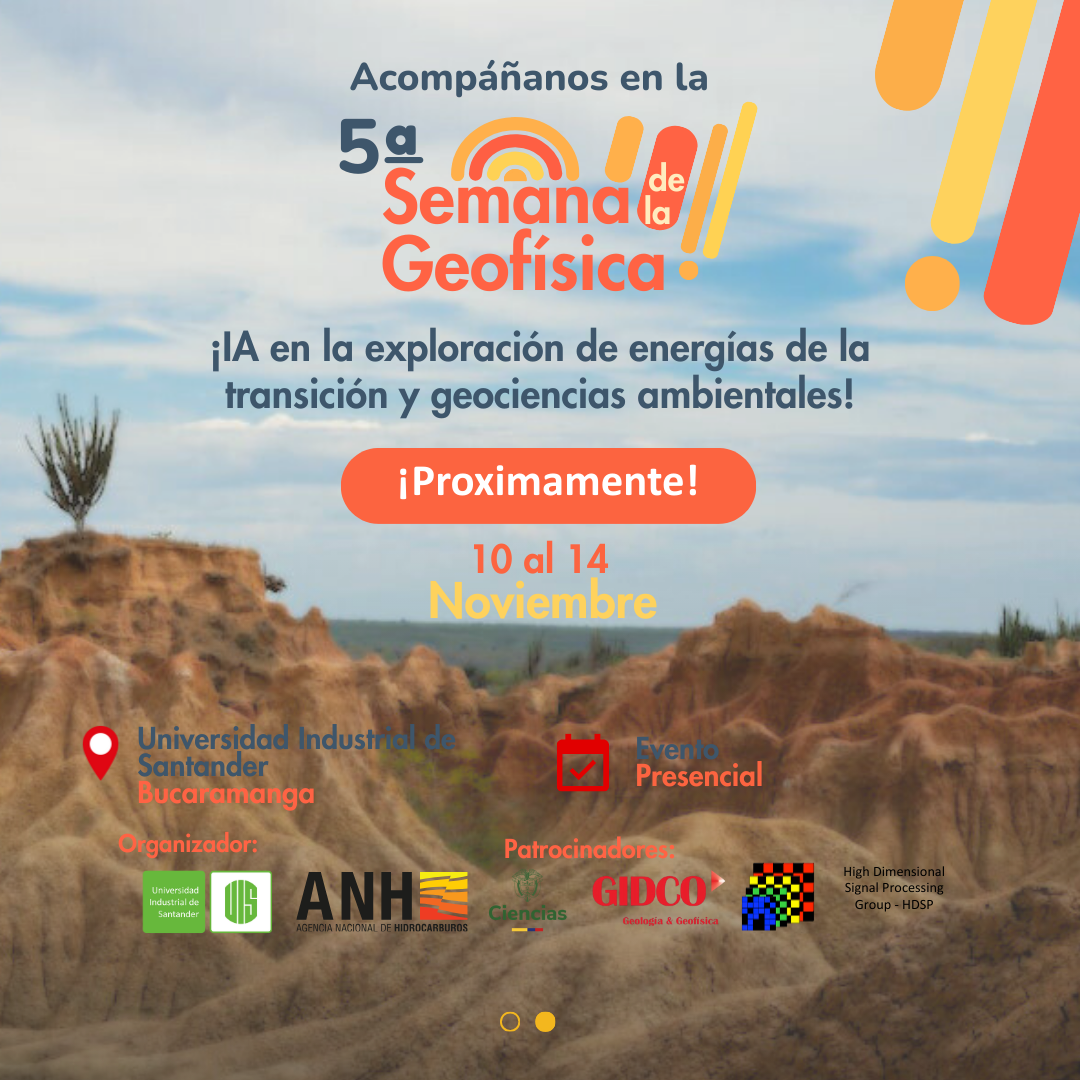 Acompáñanos en la
5ª
Semana de la
Geofísica
¡IA en la exploración de energías de la
transición y geociencias ambientales!
¡Proximamente!
10 al 14
Noviembre
Universidad Industrial de
Santander
Bucaramanga
Evento
Presencial
Organizador:
Patrocinadores:
Universidad
Industrial de
Santander
UIS
ANH
AGENCIA NACIONAL DE HIDROCARBUROS
Ciencias
GIDCO
Geología & Geofísica
High Dimensional
Signal Processing
Group - HDSP